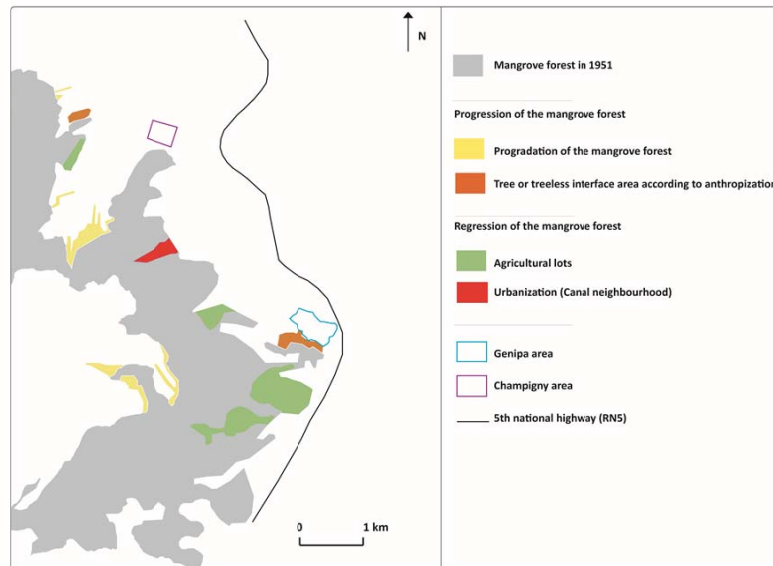 N
Mangrove forest in 1951
Progression of the mangrove forest
Progradation of the mangrove forest
Tree or treeless interface area according to anthropization
Regression of the mangrove forest
Agricultural lots
Urbanization (Canal neighbourhood)
Genipa area
Champigny area
5th national highway (RN5)
0 1 km